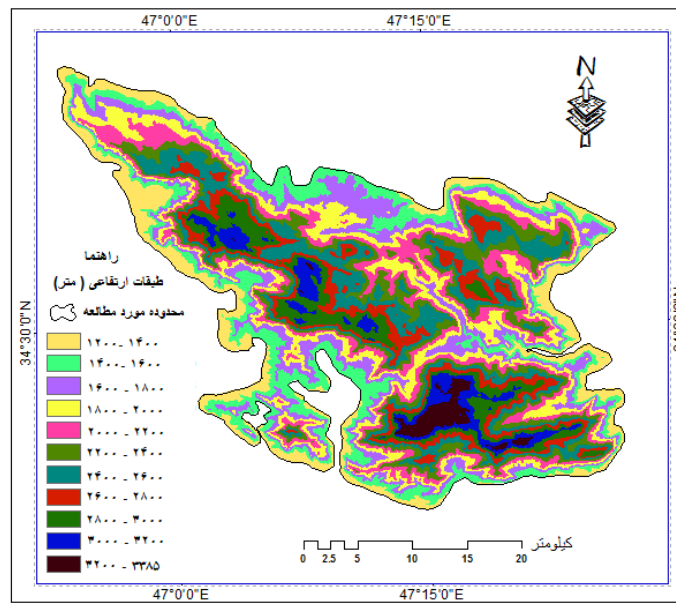 47°0'0"E 47°15'0"E
N
راهنما
طبقات ارتفاعی ( متر)
محدوده مورد مطالعه
34°30'0"N
۱۲۰۰ - ۱۴۰۰
۱۴۰۰ - ۱۶۰۰
۱۶۰۰ - ۱۸۰۰
۱۸۰۰ - ۲۰۰۰
۲۰۰۰ - ۲۲۰۰
۲۲۰۰ - ۲۴۰۰
۲۴۰۰ - ۲۶۰۰
۲۶۰۰ - ۲۸۰۰
۲۸۰۰ - ۳۰۰۰
۳۰۰۰ - ۳۲۰۰
۳۲۰۰ - ۳۳۸۵
کیلومتر
0 2.5 5 10 15 20
47°0'0"E 47°15'0"E